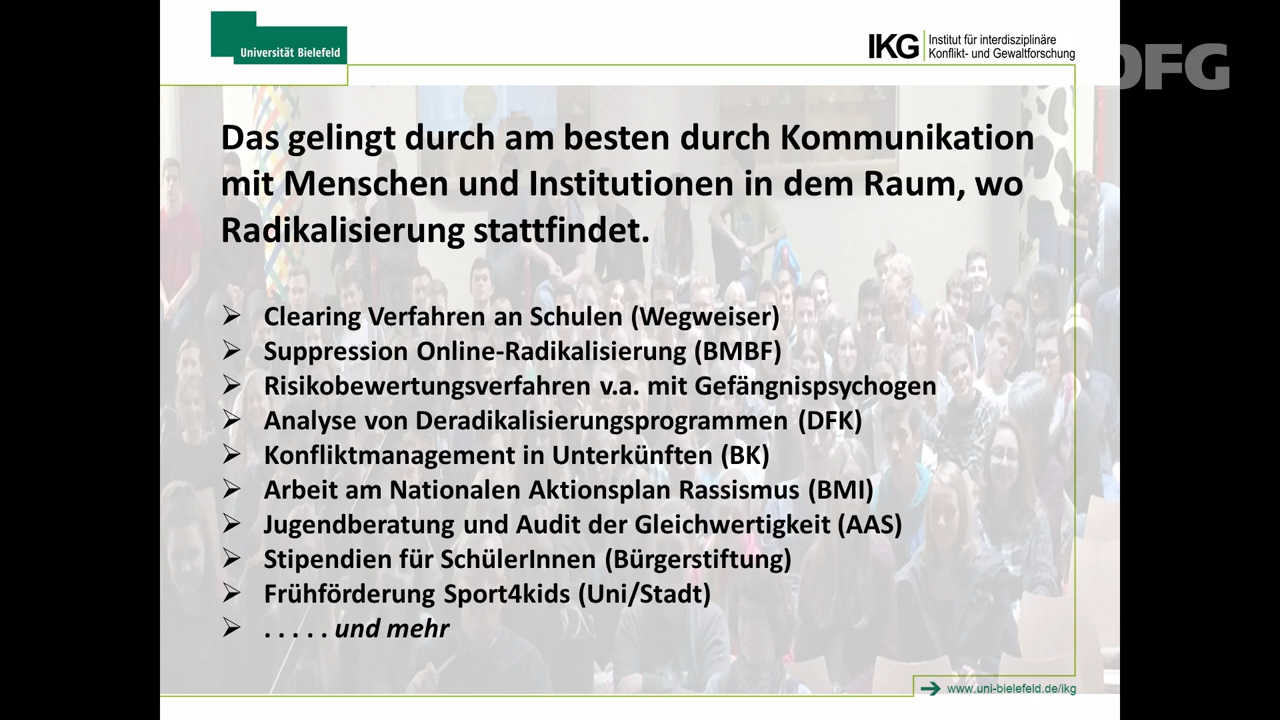 Universität Bielefeld
IKG Institut für interdisziplinäre
Konflikt- und Gewaltforschung
DFG
Das gelingt durch am besten durch Kommunikation
mit Menschen und Institutionen in dem Raum, wo
Radikalisierung stattfindet.
Clearing Verfahren an Schulen (Wegweiser)
Suppression Online-Radikalisierung (BMBF)
Risikobewertungsverfahren v.a. mit Gefängnispsychogen
Analyse von Deradikalisierungsprogrammen (DFK)
Konfliktmanagement in Unterkünften (BK)
Arbeit am Nationalen Aktionsplan Rassismus (BMI)
Jugendberatung und Audit der Gleichwertigkeit (AAS)
Stipendien für SchülerInnen (Bürgerstiftung)
Frühförderung Sport4kids (Uni/Stadt)
. . . . . und mehr
www.uni-bielefeld.de/ikg